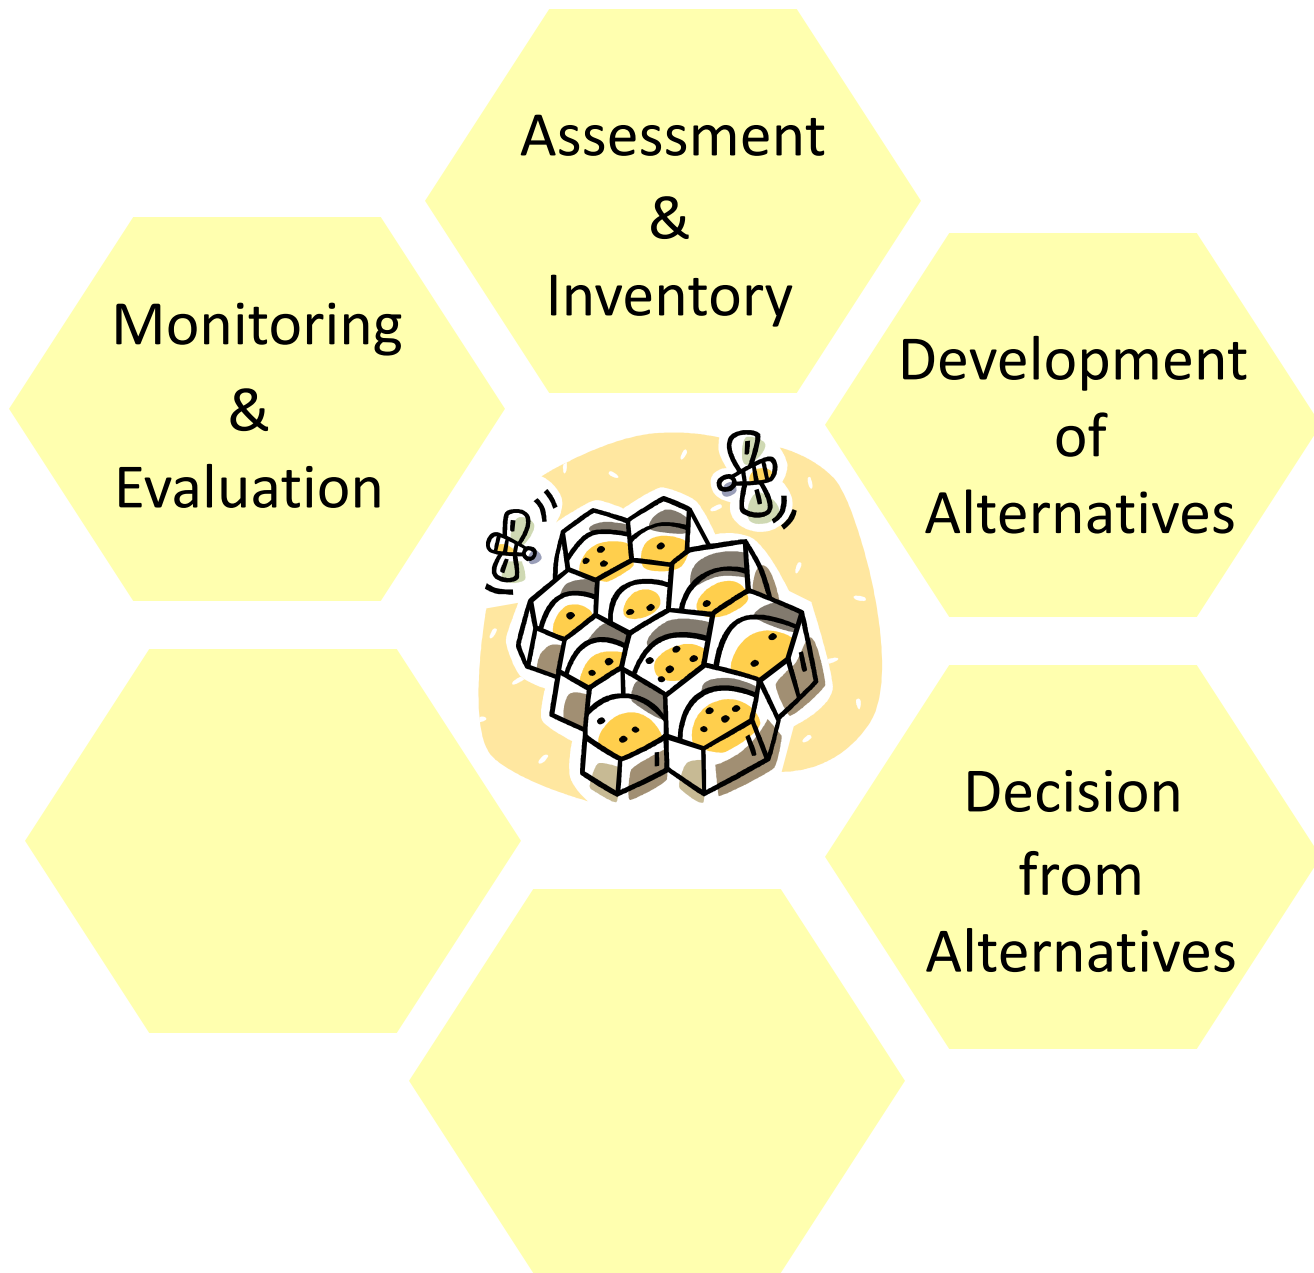 Assessment
&
Inventory
Monitoring
&
Evaluation
Development
of
Alternatives
Decision
from
Alternatives